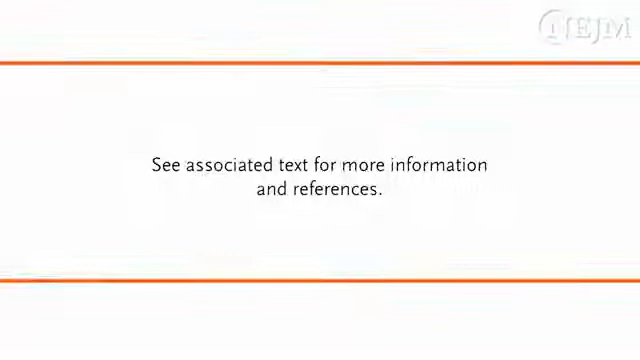 NEJM
See associated text for more information
and references.